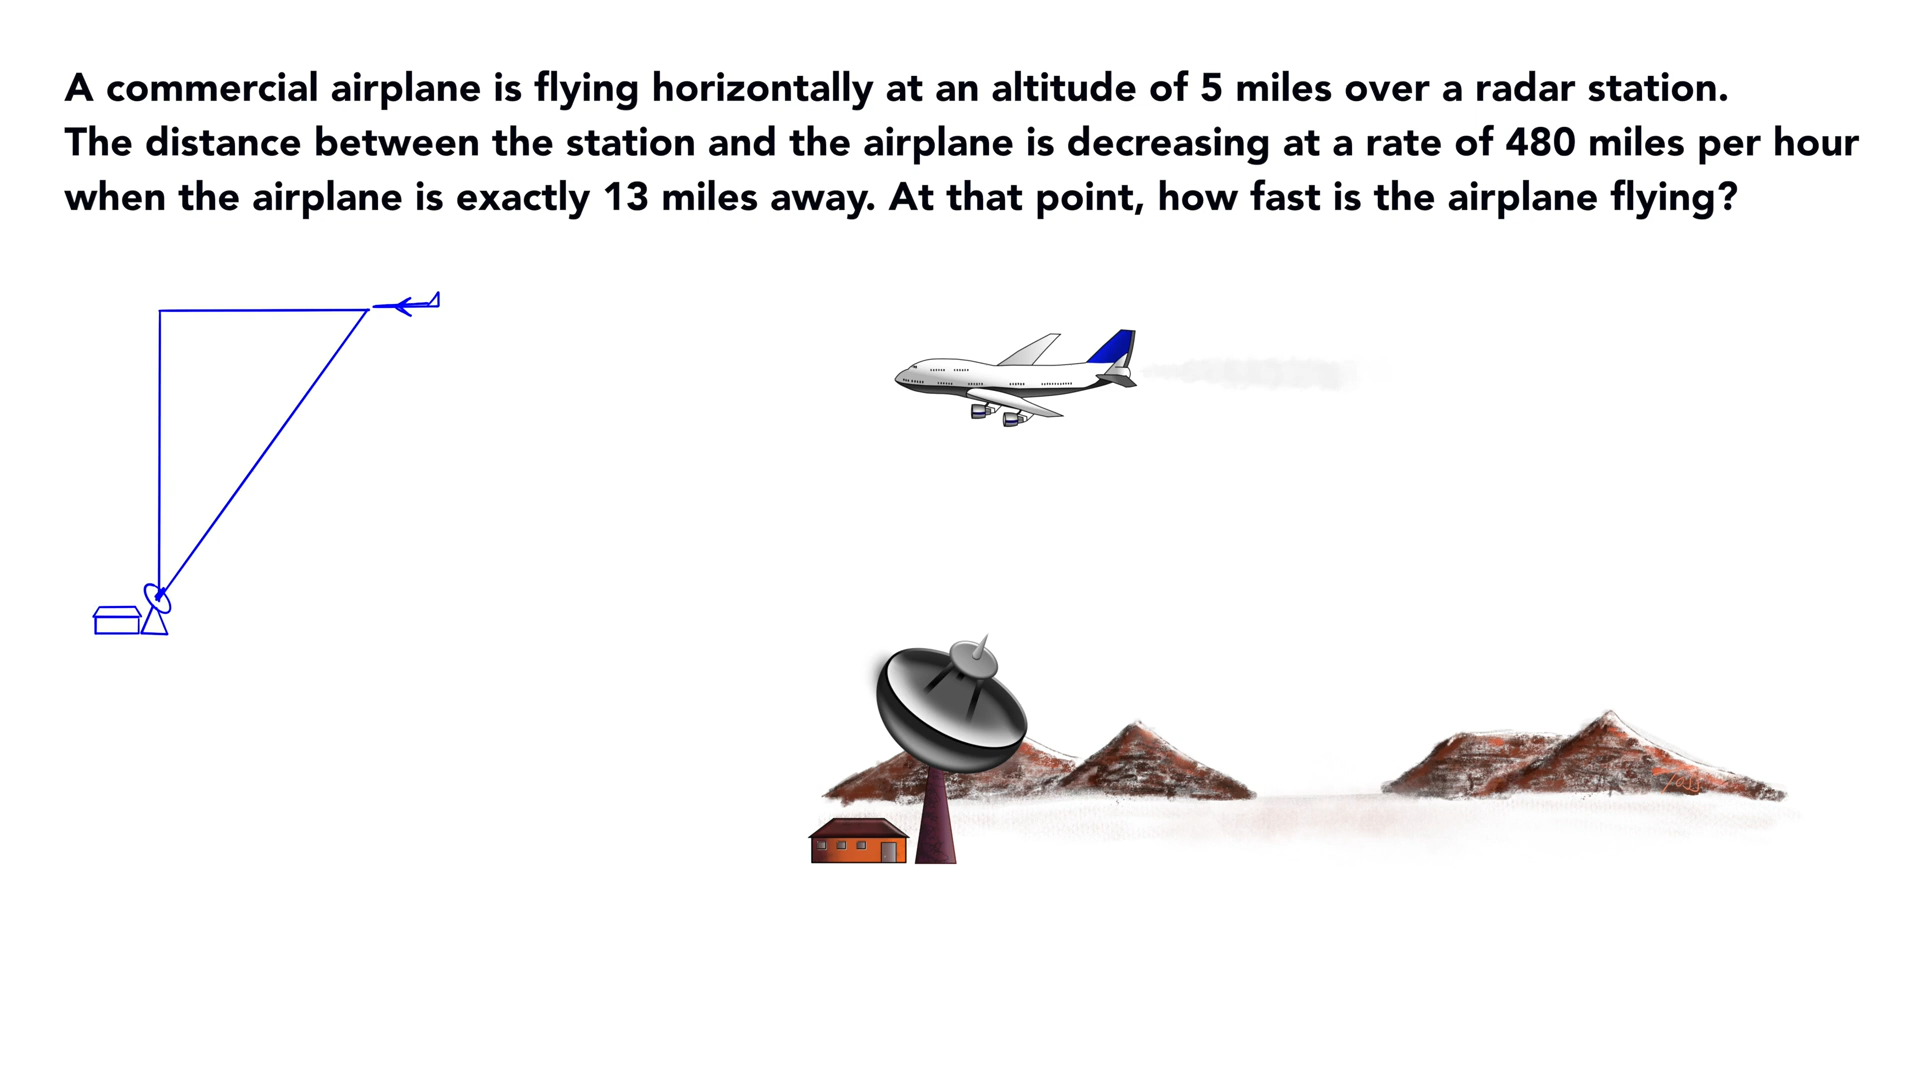 A commercial airplane is flying horizontally at an altitude of 5 miles over a radar station.
The distance between the station and the airplane is decreasing at a rate of 480 miles per hour
when the airplane is exactly 13 miles away. At that point, how fast is the airplane flying?